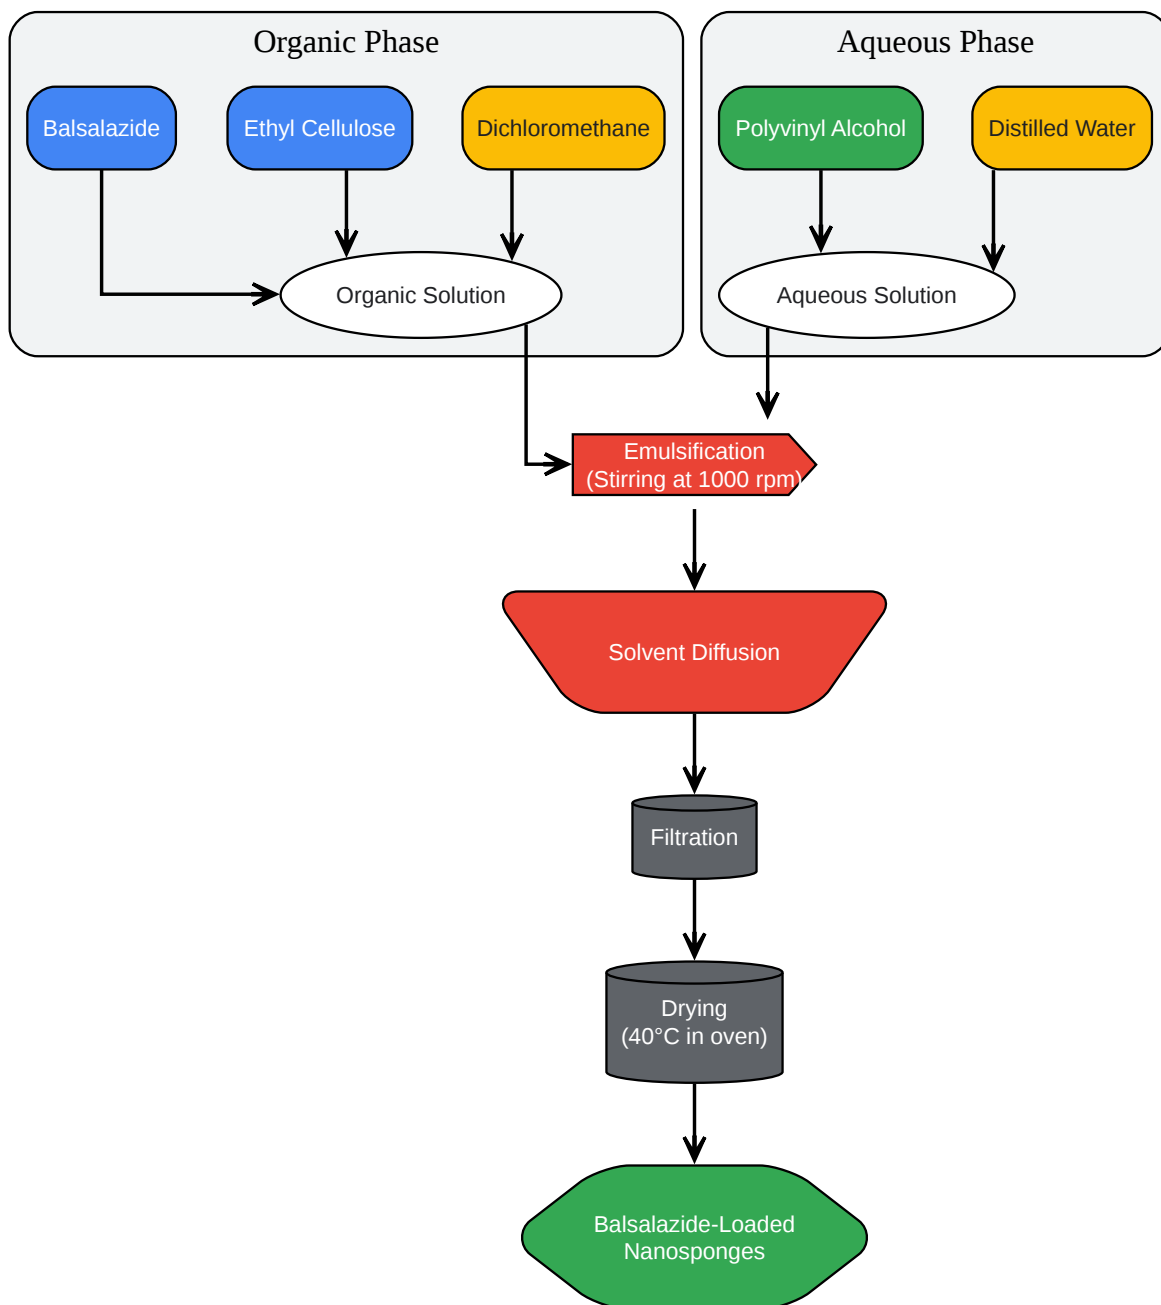 Organic Phase
Aqueous Phase
Balsalazide
Ethyl Cellulose
Dichloromethane
Polyvinyl Alcohol
Distilled Water
Organic Solution
Aqueous Solution
Emulsification
(Stirring at 1000 rpm)
Solvent Diffusion
Filtration
Drying
(40°C in oven)
Balsalazide-Loaded
Nanosponges